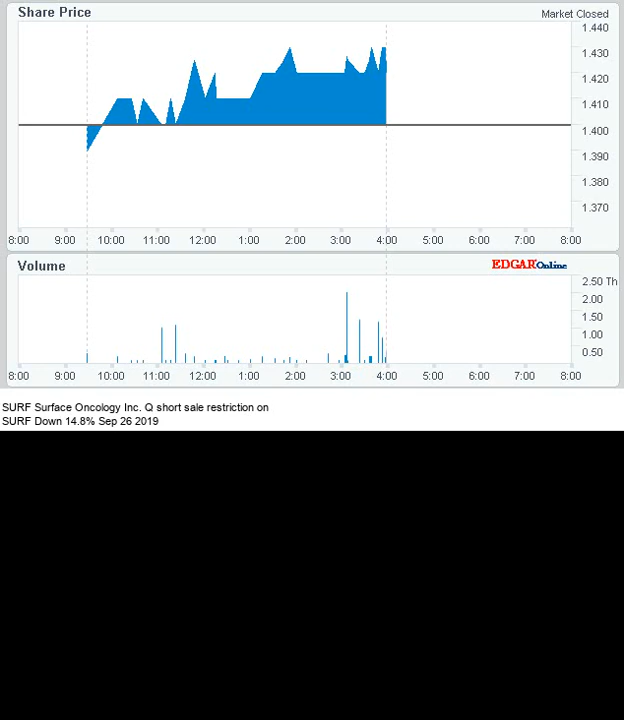 Share Price
Market Closed
1.440
1.430
1.420
1.410
1.400
1.390
1.380
1.370
8:00 9:00 10:00 11:00 12:00 1:00 2:00 3:00 4:00 5:00 6:00 7:00 8:00
Volume
EDGAROnline
2.50 Th
2.00
1.50
1.00
0.50
8:00 9:00 10:00 11:00 12:00 1:00 2:00 3:00 4:00 5:00 6:00 7:00 8:00
SURF Surface Oncology Inc. Q short sale restriction on
SURF Down 14.8% Sep 26 2019